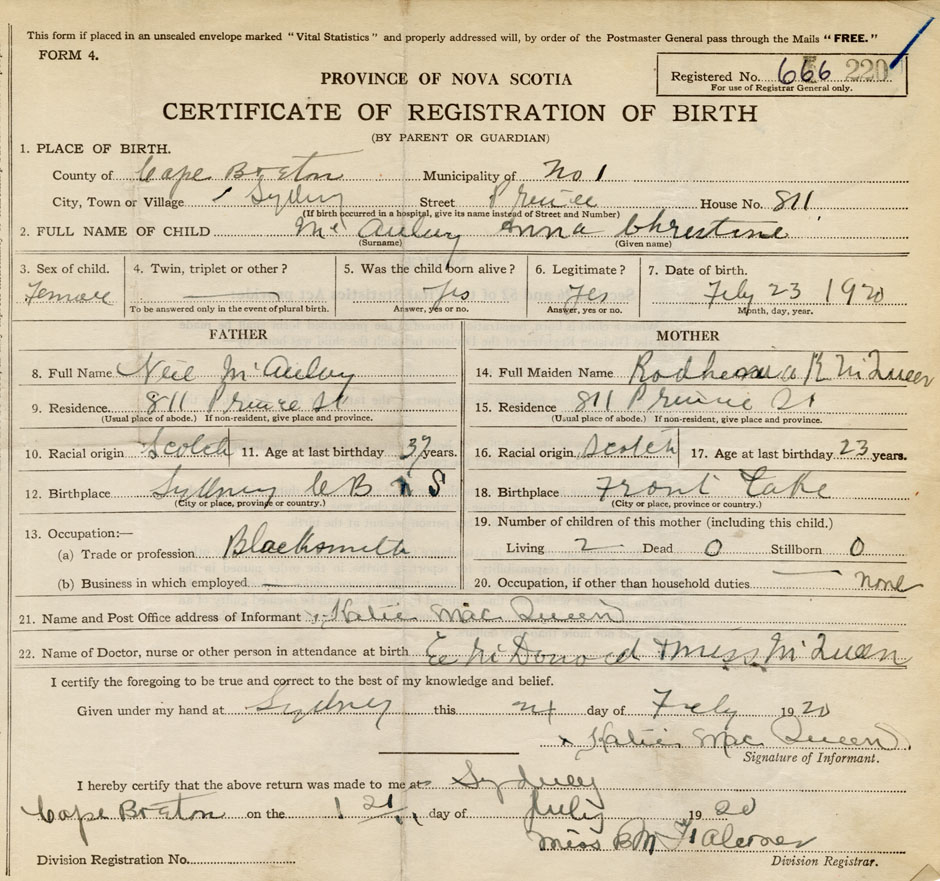 This form if placed in an unsealed envelope marked "Vital Statistics" and properly addressed will, by order of the Postmaster General pass through the Mails "FREE."
FORM 4.
PROVINCE OF NOVA SCOTIA
Registered No. 666 220
For use of Registrar General only.
CERTIFICATE OF REGISTRATION OF BIRTH
(BY PARENT OR GUARDIAN)
1. PLACE OF BIRTH.
County of Cape Breton Municipality of No 1
City, Town or Village Sydney Street Prince House No. 811
(If birth occurred in a hospital, give its name instead of Street and Number)
2. FULL NAME OF CHILD McAuley Anna Christine
(Surname) (Given name)
3. Sex of child. 4. Twin, triplet or other? 5. Was the child born alive? 6. Legitimate? 7. Date of birth.
Female Yes Yes Feby 23 1920
To be answered only in the event of plural birth. Answer, yes or no. Answer, yes or no. Month, day, year.
FATHER MOTHER
8. Full Name Neil McAuley 14. Full Maiden Name K McQueen
9. Residence 811 Prince St 15. Residence 811 Prince St
(Usual place of abode.) If non-resident, give place and province. (Usual place of abode.) If non-resident, give place and province.
10. Racial origin Scotch 11. Age at last birthday 37 years. 16. Racial origin Scotch 17. Age at last birthday 23 years.
12. Birthplace Sydney C B N S 18. Birthplace Front Lake
(City or place, province or country.) (City or place, province or country.)
13. Occupation:— 19. Number of children of this mother (including this child.)
(a) Trade or profession Blacksmith Living 2 Dead 0 Stillborn 0
(b) Business in which employed — 20. Occupation, if other than household duties none
21. Name and Post Office address of Informant x Katie Mac Queen
22. Name of Doctor, nurse or other person in attendance at birth & Miss McQueen
I certify the foregoing to be true and correct to the best of my knowledge and belief.
Given under my hand at Sydney this 24 day of Feby 1920
x Katie Mac Queen
Signature of Informant.
I hereby certify that the above return was made to me at Sydney
Cape Breton on the 21 day of July 1920
Miss B M Falconer
Division Registration No. Division Registrar.